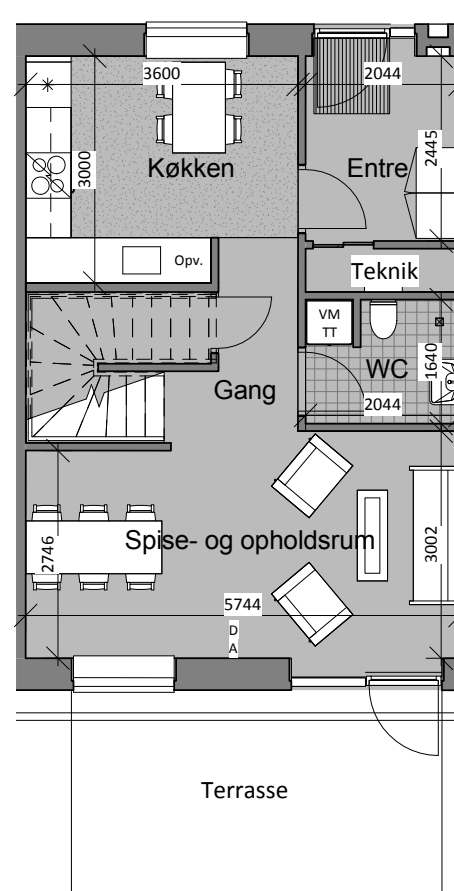 3600
2044
Køkken
Entre
3000
2445
Opv.
Teknik
VM
TT
WC
1640
Gang
2044
Spise- og opholdsrum
2746
3002
5744
D
A
Terrasse